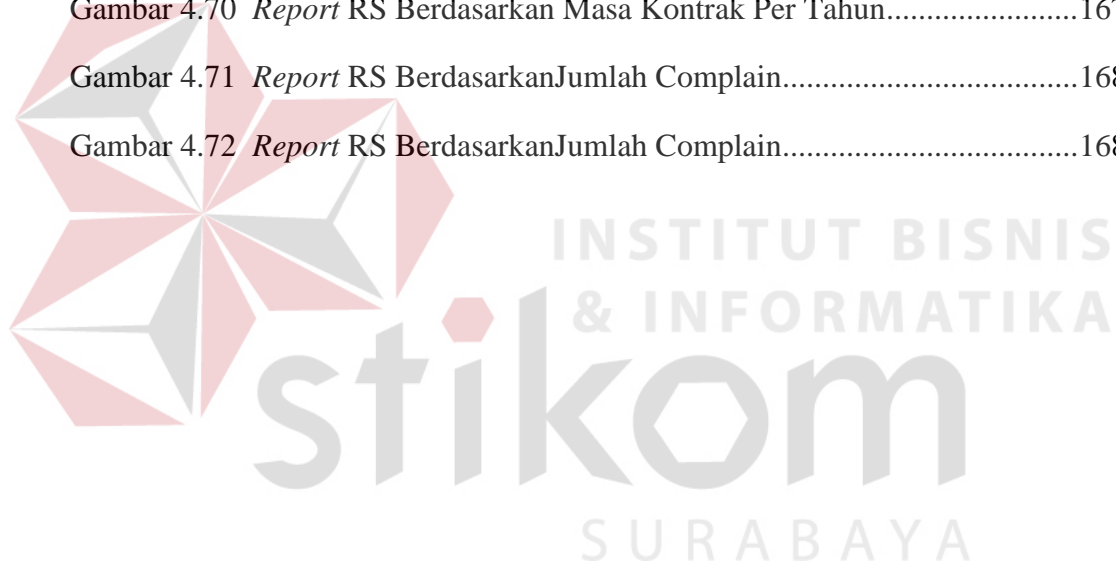 Gambar 4.70 Report RS Berdasarkan Masa Kontrak Per Tahun......................167
Gambar 4.71 Report RS BerdasarkanJumlah Complain..................................168
Gambar 4.72 Report RS BerdasarkanJumlah Complain..................................168
INSTITUT BISNIS
& INFORMATIKA
stikom
SURABAYA